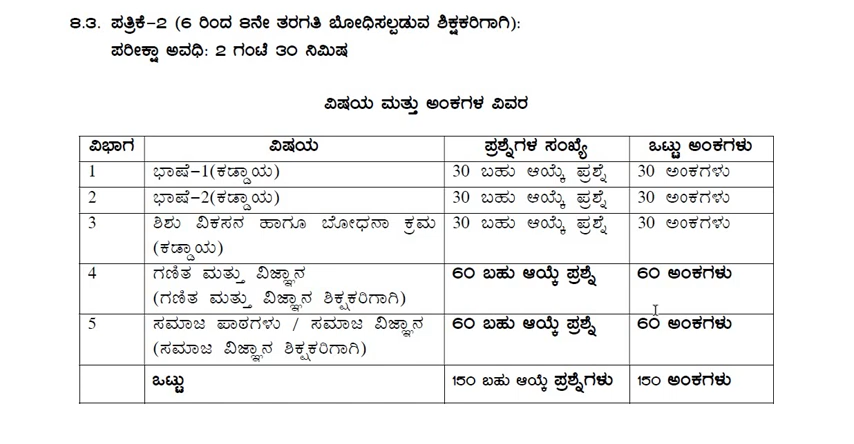 8.3. ಪತ್ರಿಕೆ-2 (6 ರಿಂದ 8ನೇ ತರಗತಿ ಬೋಧಿಸಲ್ಪಡುವ ಶಿಕ್ಷಕರಿಗಾಗಿ):
ಪರೀಕ್ಷಾ ಅವಧಿ: 2 ಗಂಟೆ 30 ನಿಮಿಷ
ವಿಷಯ ಮತ್ತು ಅಂಕಗಳ ವಿವರ
ವಿಭಾಗ ವಿಷಯ ಪ್ರಶ್ನೆಗಳ ಸಂಖ್ಯೆ ಒಟ್ಟು ಅಂಕಗಳು
1 ಭಾಷೆ-1(ಕಡ್ಡಾಯ) 30 ಬಹು ಆಯ್ಕೆ ಪ್ರಶ್ನೆ 30 ಅಂಕಗಳು
2 ಭಾಷೆ-2(ಕಡ್ಡಾಯ) 30 ಬಹು ಆಯ್ಕೆ ಪ್ರಶ್ನೆ 30 ಅಂಕಗಳು
3 ಶಿಶು ವಿಕಸನ ಹಾಗೂ ಬೋಧನಾ ಕ್ರಮ 30 ಬಹು ಆಯ್ಕೆ ಪ್ರಶ್ನೆ 30 ಅಂಕಗಳು
(ಕಡ್ಡಾಯ)
4 ಗಣಿತ ಮತ್ತು ವಿಜ್ಞಾನ 60 ಬಹು ಆಯ್ಕೆ ಪ್ರಶ್ನೆ 60 ಅಂಕಗಳು
(ಗಣಿತ ಮತ್ತು ವಿಜ್ಞಾನ ಶಿಕ್ಷಕರಿಗಾಗಿ)
5 ಸಮಾಜ ಪಾಠಗಳು / ಸಮಾಜ ವಿಜ್ಞಾನ 60 ಬಹು ಆಯ್ಕೆ ಪ್ರಶ್ನೆ 60 ಅಂಕಗಳು
(ಸಮಾಜ ವಿಜ್ಞಾನ ಶಿಕ್ಷಕರಿಗಾಗಿ)
ಒಟ್ಟು 150 ಬಹು ಆಯ್ಕೆ ಪ್ರಶ್ನೆಗಳು 150 ಅಂಕಗಳು